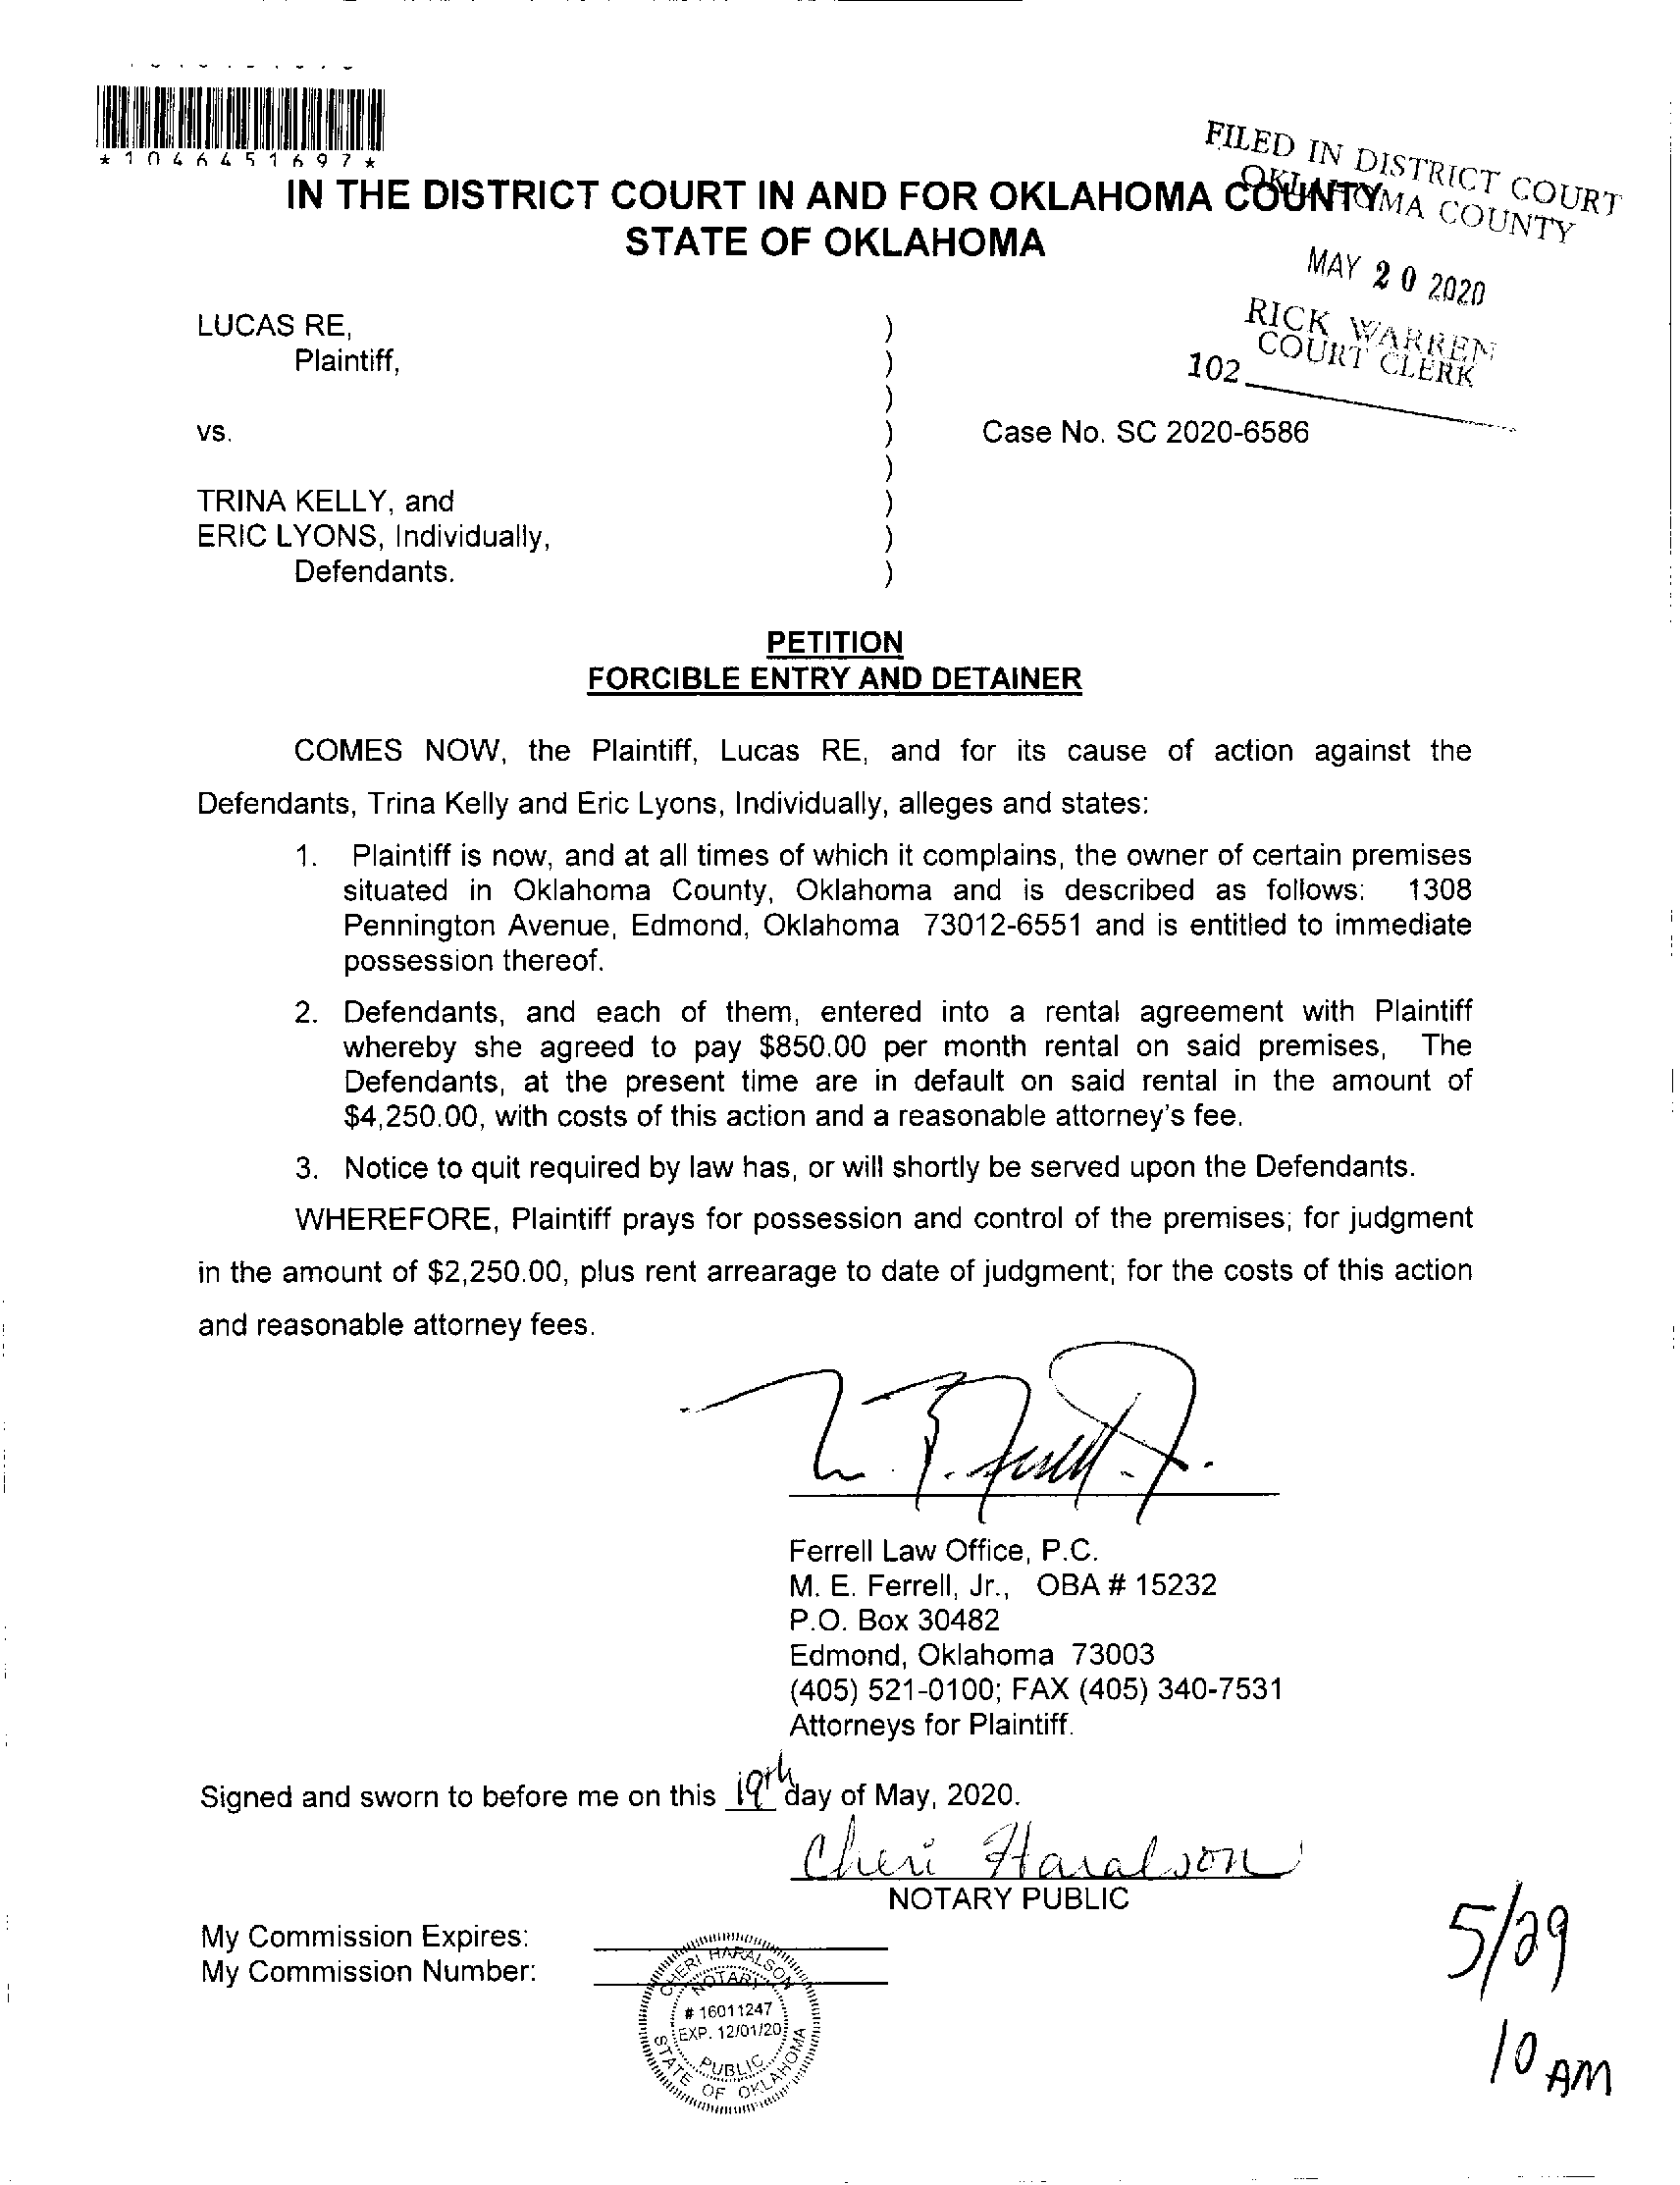 *1046451697*
FILED IN DISTRICT COURT
OKLAHOMA COUNTY
MAY 20 2020
RICK WARREN
COURT CLERK
102
IN THE DISTRICT COURT IN AND FOR OKLAHOMA COUNTY
STATE OF OKLAHOMA
LUCAS RE, )
Plaintiff, )
)
vs. ) Case No. SC 2020-6586
)
TRINA KELLY, and )
ERIC LYONS, Individually, )
Defendants. )
PETITION
FORCIBLE ENTRY AND DETAINER
COMES NOW, the Plaintiff, Lucas RE, and for its cause of action against the
Defendants, Trina Kelly and Eric Lyons, Individually, alleges and states:
1. Plaintiff is now, and at all times of which it complains, the owner of certain premises
situated in Oklahoma County, Oklahoma and is described as follows: 1308
Pennington Avenue, Edmond, Oklahoma 73012-6551 and is entitled to immediate
possession thereof.
2. Defendants, and each of them, entered into a rental agreement with Plaintiff
whereby she agreed to pay $850.00 per month rental on said premises, The
Defendants, at the present time are in default on said rental in the amount of
$4,250.00, with costs of this action and a reasonable attorney's fee.
3. Notice to quit required by law has, or will shortly be served upon the Defendants.
WHEREFORE, Plaintiff prays for possession and control of the premises; for judgment
in the amount of $2,250.00, plus rent arrearage to date of judgment; for the costs of this action
and reasonable attorney fees.
Ferrell Law Office, P.C.
M. E. Ferrell, Jr., OBA # 15232
P.O. Box 30482
Edmond, Oklahoma 73003
(405) 521-0100; FAX (405) 340-7531
Attorneys for Plaintiff.
Signed and sworn to before me on this 19th day of May, 2020.
Cheri Haralson
NOTARY PUBLIC
My Commission Expires:
My Commission Number:
CHERI HARALSON
NOTARY
# 16011247
EXP. 12/01/20
PUBLIC
STATE OF OKLAHOMA
5/29
10 AM